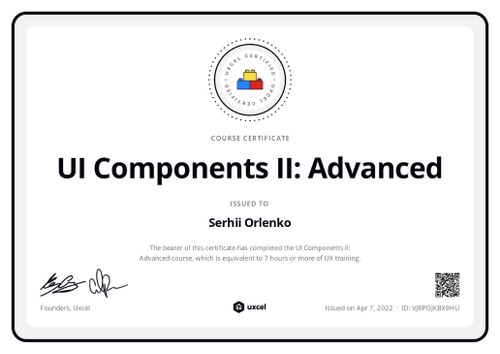 UXCEL CERTIFIED · UXCEL CERTIFIED ·
COURSE CERTIFICATE
UI Components II: Advanced
ISSUED TO
Serhii Orlenko
The bearer of this certificate has completed the UI Components II:
Advanced course, which is equivalent to 7 hours or more of UX training.
Founders, Uxcel
uxcel
Issued on Apr 7, 2022 · ID: VJRPOJKBX9HU